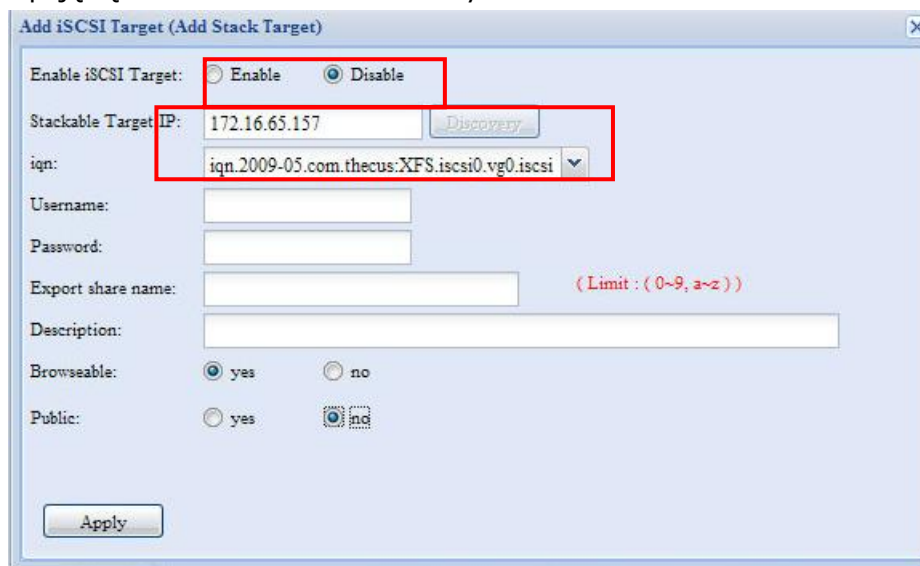 Add iSCSI Target (Add Stack Target)
Enable iSCSI Target: Enable Disable
Stackable Target IP: 172.16.65.157 Discovery
iqn: iqn.2009-05.com.thecus:XFS.iscsi0.vg0.iscsi
Username:
Password:
Export share name: ( Limit : ( 0~9, a~z ) )
Description:
Browseable: yes no
Public: yes no
Apply